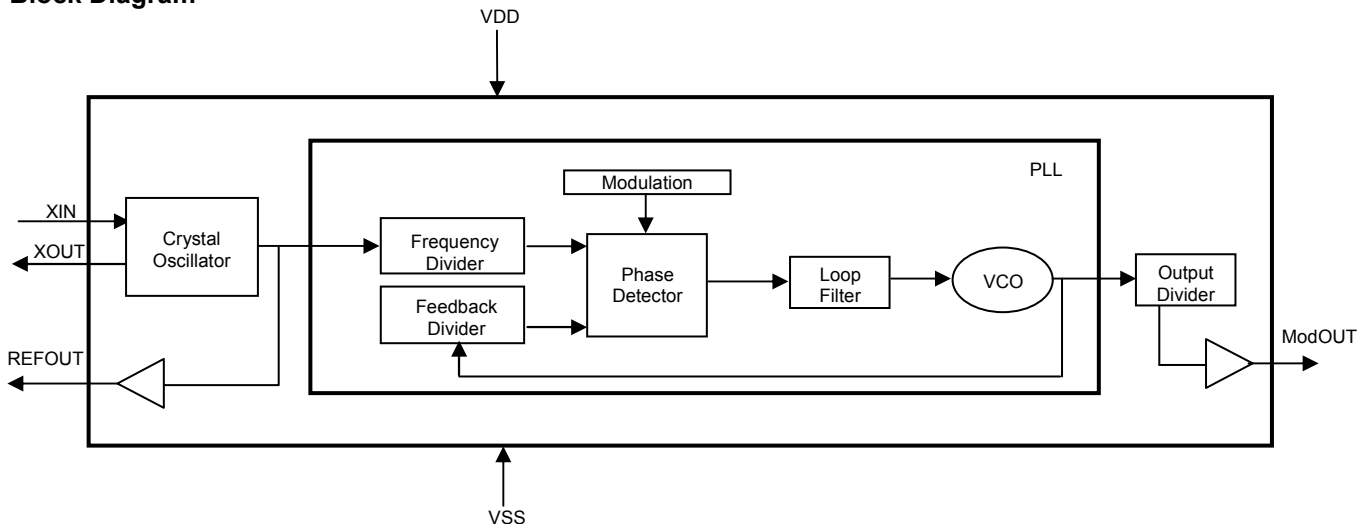 Block Diagram
VDD
PLL
Modulation
XIN
XOUT
Crystal
Oscillator
Frequency
Divider
Feedback
Divider
Phase
Detector
Loop
Filter
VCO
Output
Divider
REFOUT
ModOUT
VSS